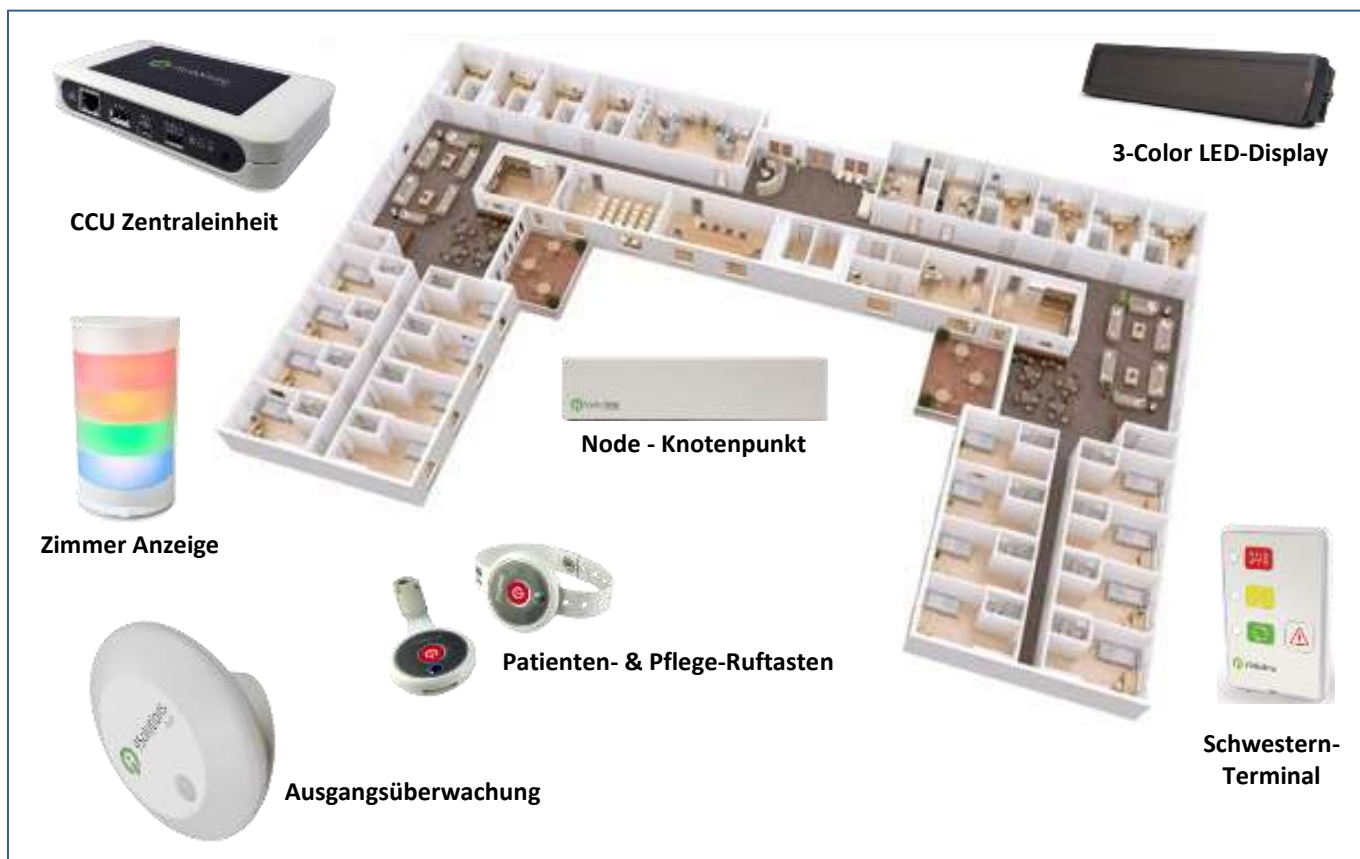 3-Color LED-Display
CCU Zentraleinheit
Node - Knotenpunkt
Zimmer Anzeige
Patienten- & Pflege-Ruftasten
Schwestern-
Terminal
Ausgangsüberwachung